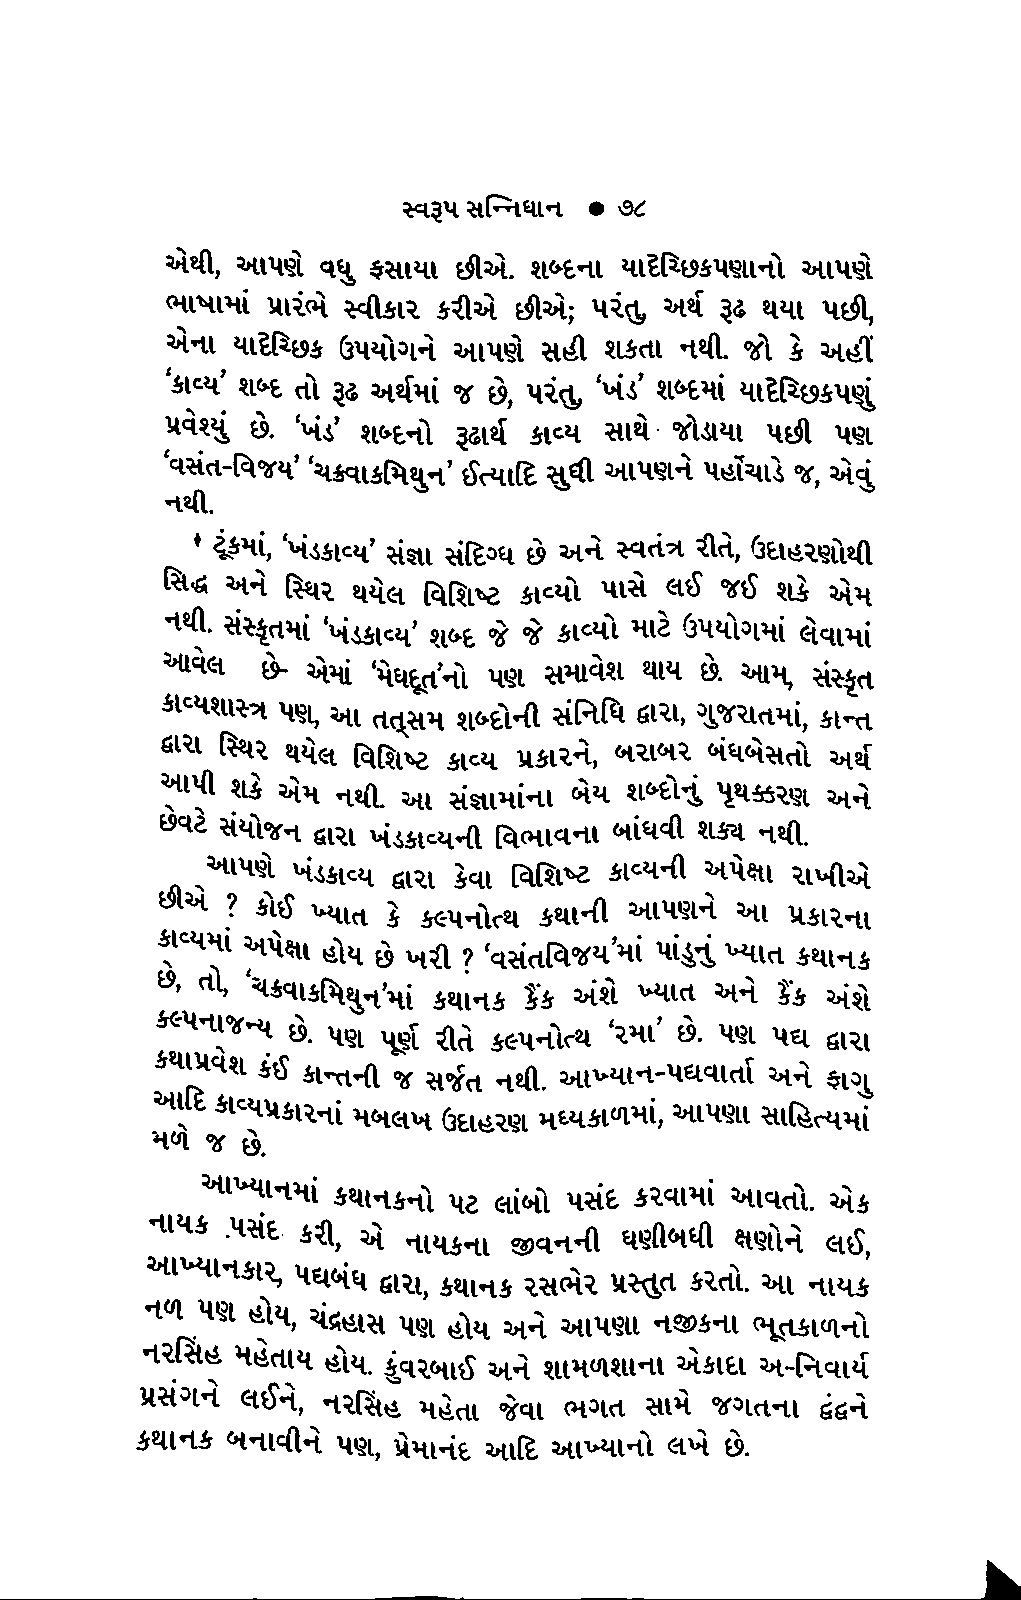 સ્વરૂપ સન્નિધાન ● ૭૮
એથી, આપણે વધુ ફસાયા છીએ. શબ્દના યાદૃચ્છિકપણાનો આપણે
ભાષામાં પ્રારંભે સ્વીકાર કરીએ છીએ; પરંતુ, અર્થ રૂઢ થયા પછી,
એના યાદૃચ્છિક ઉપયોગને આપણે સહી શકતા નથી. જો કે અહીં
‘કાવ્ય’ શબ્દ તો રૂઢ અર્થમાં જ છે, પરંતુ, ‘ખંડ’ શબ્દમાં યાદૃચ્છિકપણું
પ્રવેશ્યું છે. ‘ખંડ’ શબ્દનો રૂઢાર્થ કાવ્ય સાથે જોડાયા પછી પણ
‘વસંત-વિજય’ ‘ચક્રવાકમિથુન’ ઈત્યાદિ સુધી આપણને પહોંચાડે જ, એવું
નથી.
ટૂંકમાં, ‘ખંડકાવ્ય’ સંજ્ઞા સંદિગ્ધ છે અને સ્વતંત્ર રીતે, ઉદાહરણોથી
સિદ્ધ અને સ્થિર થયેલ વિશિષ્ટ કાવ્યો પાસે લઈ જઈ શકે એમ
નથી. સંસ્કૃતમાં ‘ખંડકાવ્ય’ શબ્દ જે જે કાવ્યો માટે ઉપયોગમાં લેવામાં
આવેલ છે- એમાં ‘મેઘદૂત’નો પણ સમાવેશ થાય છે. આમ, સંસ્કૃત
કાવ્યશાસ્ત્ર પણ, આ તત્સમ શબ્દોની સંનિધિ દ્વારા, ગુજરાતમાં, કાન્ત
દ્વારા સ્થિર થયેલ વિશિષ્ટ કાવ્ય પ્રકારને, બરાબર બંધબેસતો અર્થ
આપી શકે એમ નથી. આ સંજ્ઞામાંના બેય શબ્દોનું પૃથક્કરણ અને
છેવટે સંયોજન દ્વારા ખંડકાવ્યની વિભાવના બાંધવી શક્ય નથી.
આપણે ખંડકાવ્ય દ્વારા કેવા વિશિષ્ટ કાવ્યની અપેક્ષા રાખીએ
છીએ ? કોઈ ખ્યાત કે કલ્પનોત્થ કથાની આપણને આ પ્રકારના
કાવ્યમાં અપેક્ષા હોય છે ખરી ? ‘વસંતવિજય’માં પાંડુનું ખ્યાત કથાનક
છે, તો, ‘ચક્રવાકમિથુન’માં કથાનક કૈંક અંશે ખ્યાત અને કૈંક અંશે
કલ્પનાજન્ય છે. પણ પૂર્ણ રીતે કલ્પનોત્થ ‘રમા’ છે. પણ પદ્ય દ્વારા
કથાપ્રવેશ કંઈ કાન્તની જ સર્જત નથી. આખ્યાન-પદ્યવાર્તા અને ફાગુ
આદિ કાવ્યપ્રકારનાં મબલખ ઉદાહરણ મધ્યકાળમાં, આપણા સાહિત્યમાં
મળે જ છે.
આખ્યાનમાં કથાનકનો પટ લાંબો પસંદ કરવામાં આવતો. એક
નાયક પસંદ કરી, એ નાયકના જીવનની ઘણીબધી ક્ષણોને લઈ,
આખ્યાનકાર, પદ્યબંધ દ્વારા, કથાનક રસભેર પ્રસ્તુત કરતો. આ નાયક
નળ પણ હોય, ચંદ્રહાસ પણ હોય અને આપણા નજીકના ભૂતકાળનો
નરસિંહ મહેતાય હોય. કુંવરબાઈ અને શામળશાના એકાદા અ-નિવાર્ય
પ્રસંગને લઈને, નરસિંહ મહેતા જેવા ભગત સામે જગતના દ્વંદ્વને
કથાનક બનાવીને પણ, પ્રેમાનંદ આદિ આખ્યાનો લખે છે.